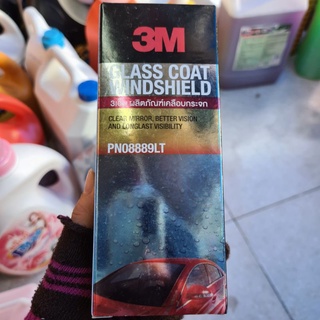 3M
GLASS COAT
WINDSHIELD
3เอ็ม ผลิตภัณฑ์เคลือบกระจก
CLEAR MIRROR, BETTER VISION
AND LONGLAST VISIBILITY
PN08889LT